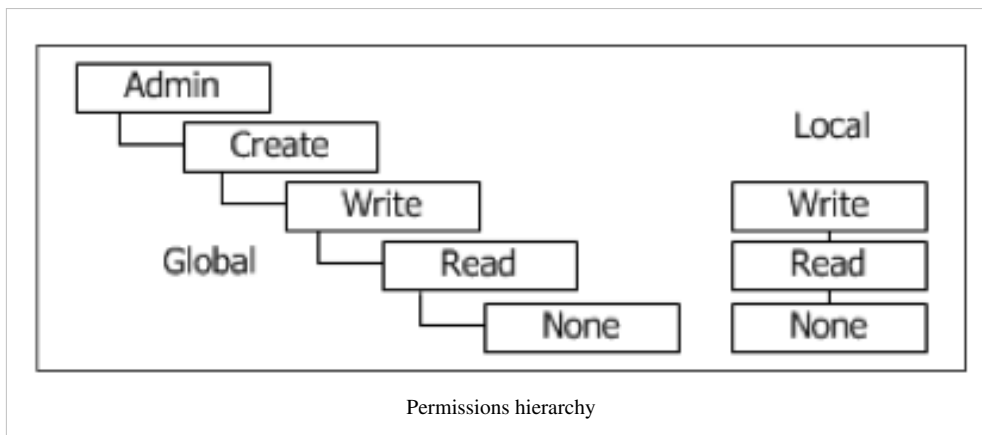 Admin
Create
Write
Read
None
Global
Local
Write
Read
None
Permissions hierarchy